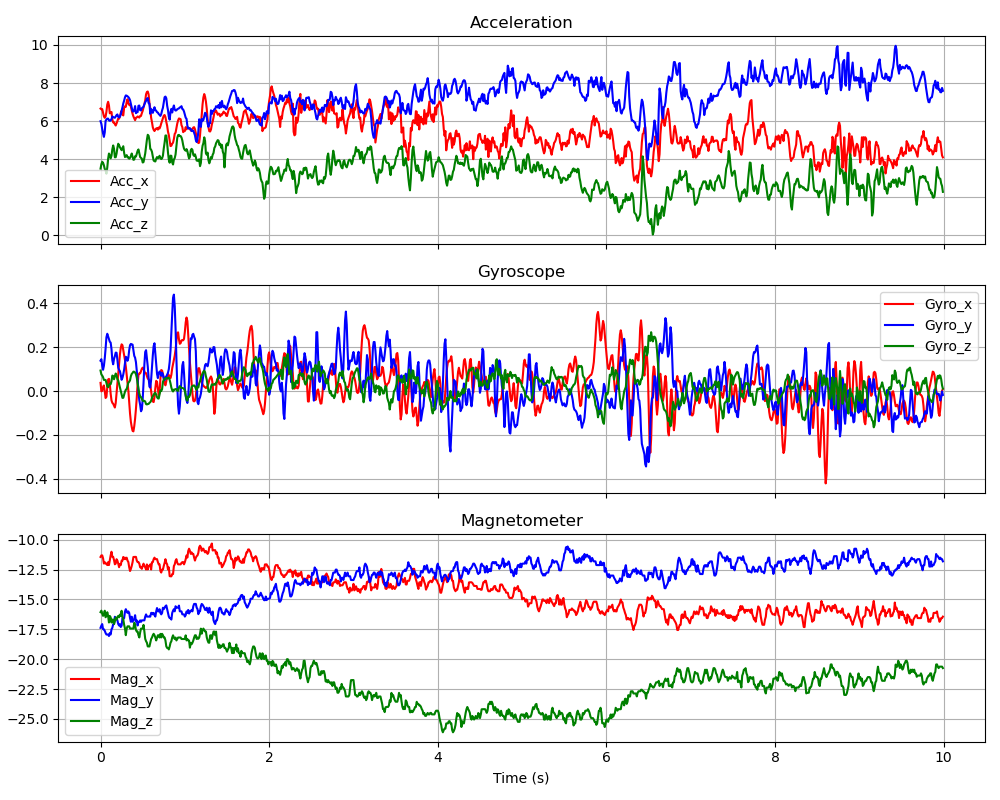 Acceleration
10
8
6
4
2
0
Acc_x
Acc_y
Acc_z
Gyroscope
0.4
0.2
0.0
−0.2
−0.4
Gyro_x
Gyro_y
Gyro_z
Magnetometer
−10.0
−12.5
−15.0
−17.5
−20.0
−22.5
−25.0
Mag_x
Mag_y
Mag_z
0 2 4 6 8 10
Time (s)